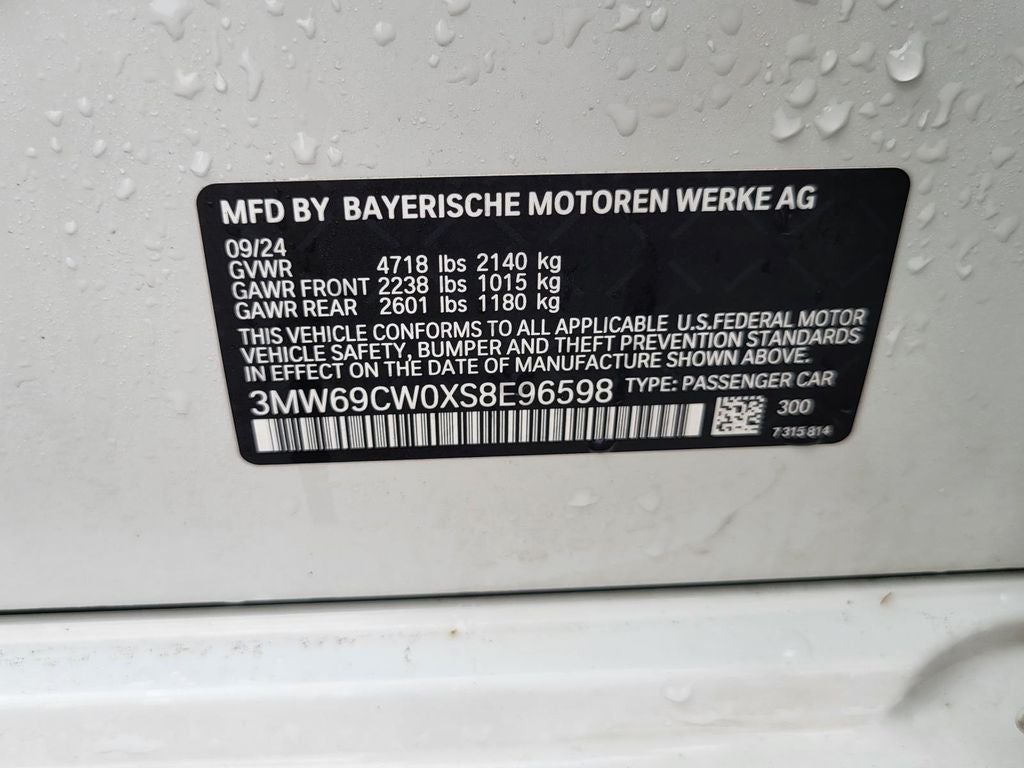 MFD BY BAYERISCHE MOTOREN WERKE AG
09/24
GVWR 4718 lbs 2140 kg
GAWR FRONT 2238 lbs 1015 kg
GAWR REAR 2601 lbs 1180 kg
THIS VEHICLE CONFORMS TO ALL APPLICABLE U.S.FEDERAL MOTOR
VEHICLE SAFETY, BUMPER AND THEFT PREVENTION STANDARDS
IN EFFECT ON THE DATE OF MANUFACTURE SHOWN ABOVE.
3MW69CW0XS8E96598 TYPE: PASSENGER CAR
300
7 315 814